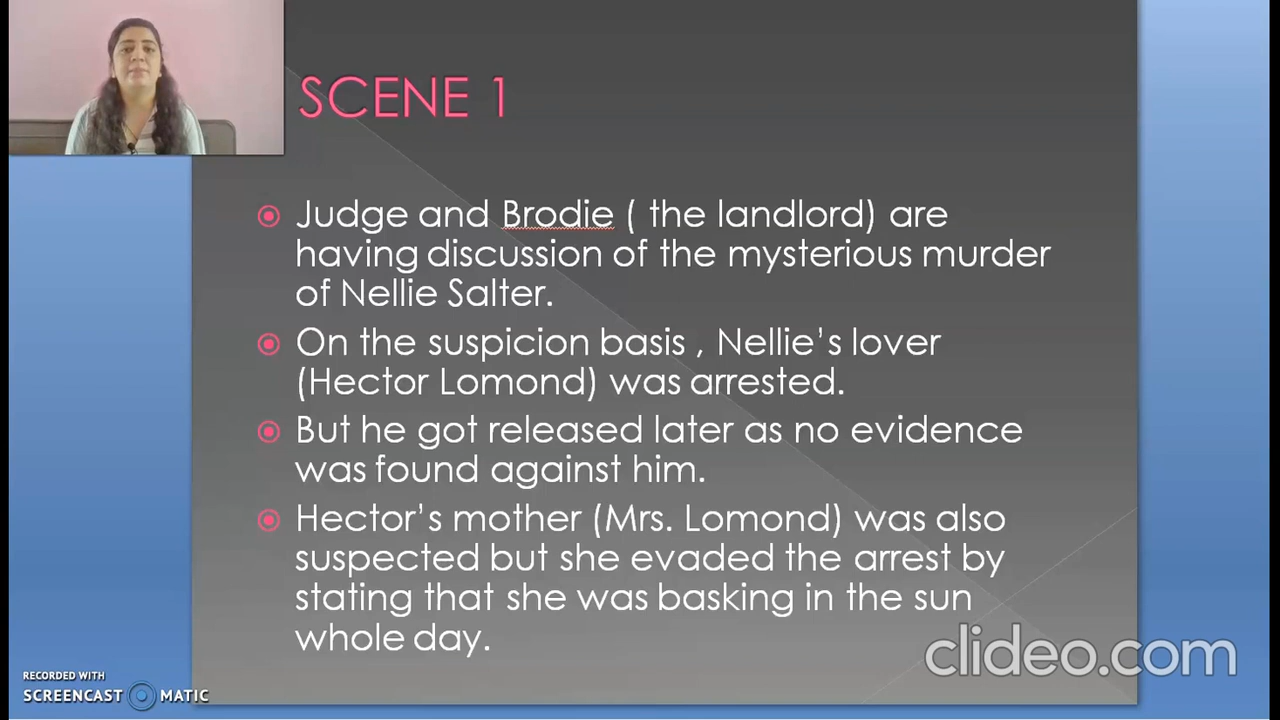 SCENE 1
Judge and Brodie ( the landlord) are
having discussion of the mysterious murder
of Nellie Salter.
On the suspicion basis , Nellie's lover
(Hector Lomond) was arrested.
But he got released later as no evidence
was found against him.
Hector's mother (Mrs. Lomond) was also
suspected but she evaded the arrest by
stating that she was basking in the sun
whole day.
clideo.com
RECORDED WITH
SCREENCAST MATIC